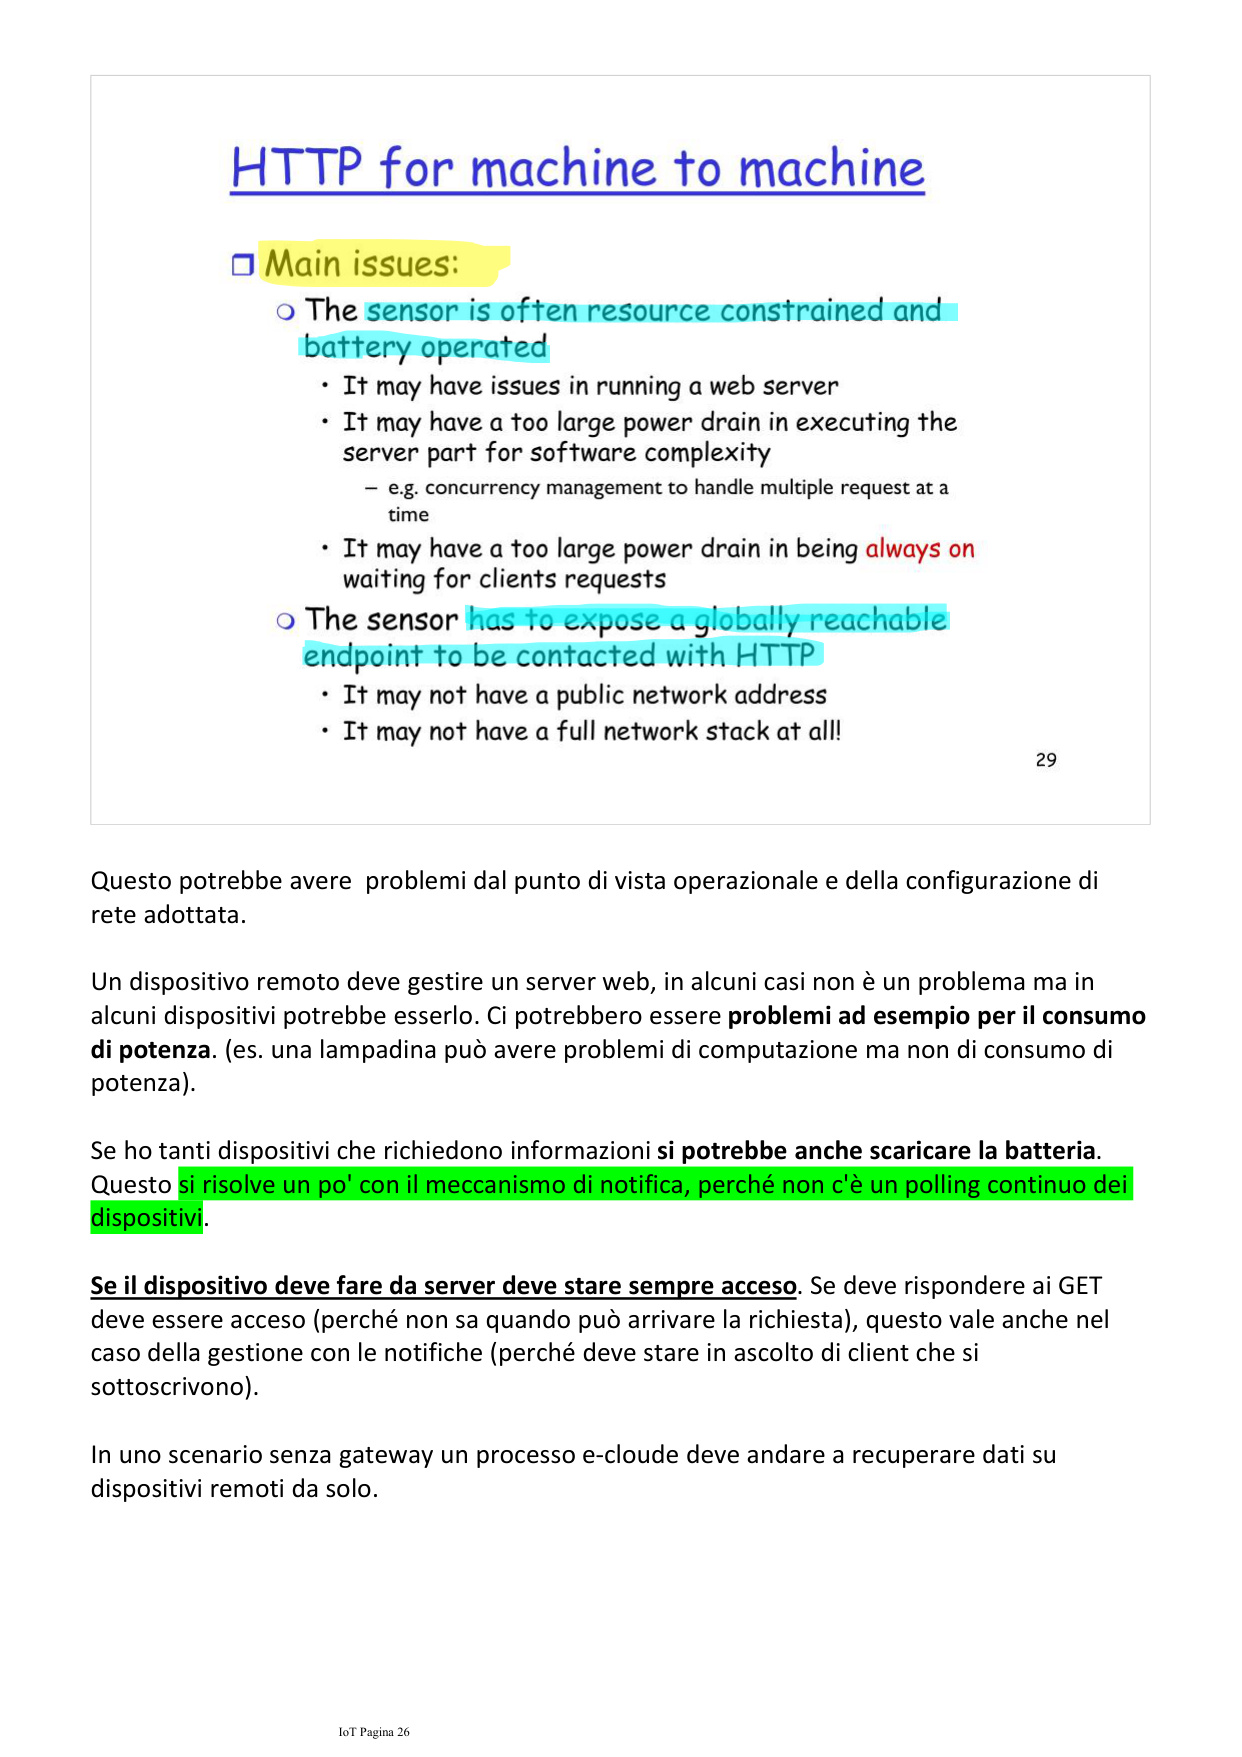 HTTP for machine to machine
❒ Main issues:
○ The sensor is often resource constrained and
battery operated
• It may have issues in running a web server
• It may have a too large power drain in executing the
server part for software complexity
– e.g. concurrency management to handle multiple request at a
time
• It may have a too large power drain in being always on
waiting for clients requests
○ The sensor has to expose a globally reachable
endpoint to be contacted with HTTP
• It may not have a public network address
• It may not have a full network stack at all!
29
Questo potrebbe avere  problemi dal punto di vista operazionale e della configurazione di
rete adottata.
Un dispositivo remoto deve gestire un server web, in alcuni casi non è un problema ma in
alcuni dispositivi potrebbe esserlo. Ci potrebbero essere problemi ad esempio per il consumo
di potenza. (es. una lampadina può avere problemi di computazione ma non di consumo di
potenza).
Se ho tanti dispositivi che richiedono informazioni si potrebbe anche scaricare la batteria.
Questo si risolve un po' con il meccanismo di notifica, perché non c'è un polling continuo dei
dispositivi.
Se il dispositivo deve fare da server deve stare sempre acceso. Se deve rispondere ai GET
deve essere acceso (perché non sa quando può arrivare la richiesta), questo vale anche nel
caso della gestione con le notifiche (perché deve stare in ascolto di client che si
sottoscrivono).
In uno scenario senza gateway un processo e-cloude deve andare a recuperare dati su
dispositivi remoti da solo.
IoT Pagina 26